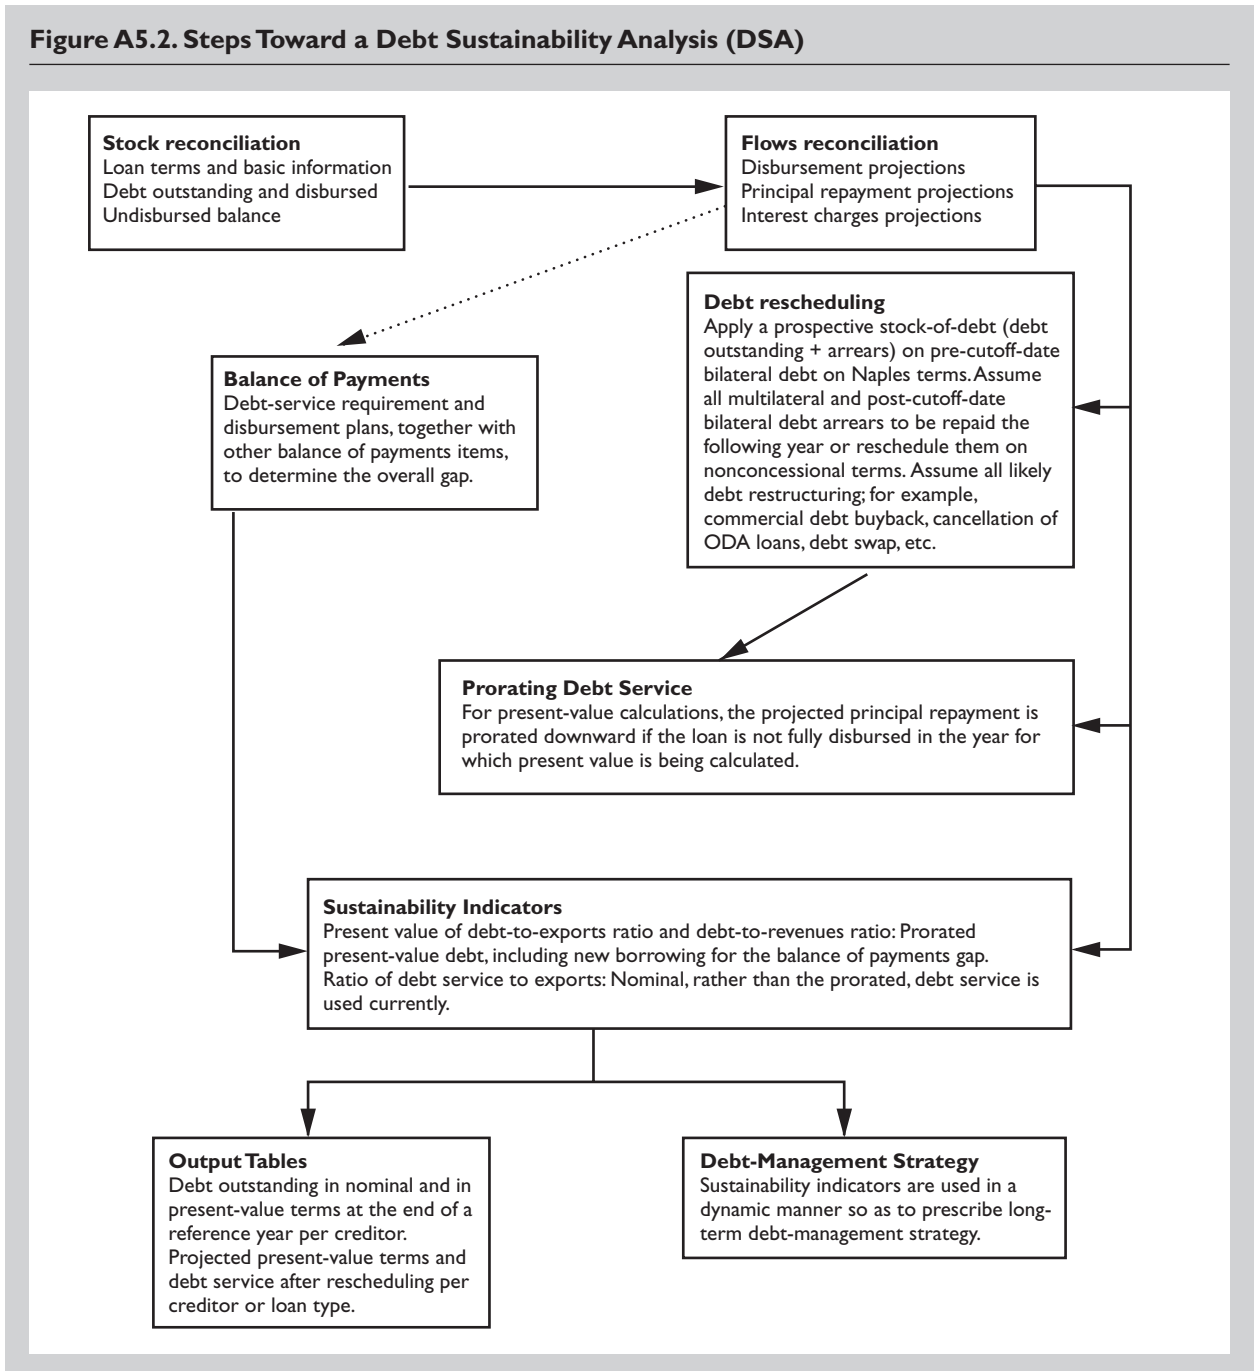 Figure A5.2. Steps Toward a Debt Sustainability Analysis (DSA)
Stock reconciliation
Loan terms and basic information
Debt outstanding and disbursed
Undisbursed balance
Flows reconciliation
Disbursement projections
Principal repayment projections
Interest charges projections
Debt rescheduling
Apply a prospective stock-of-debt (debt
outstanding + arrears) on pre-cutoff-date
bilateral debt on Naples terms. Assume
all multilateral and post-cutoff-date
bilateral debt arrears to be repaid the
following year or reschedule them on
nonconcessional terms. Assume all likely
debt restructuring; for example,
commercial debt buyback, cancellation of
ODA loans, debt swap, etc.
Balance of Payments
Debt-service requirement and
disbursement plans, together with
other balance of payments items,
to determine the overall gap.
Prorating Debt Service
For present-value calculations, the projected principal repayment is
prorated downward if the loan is not fully disbursed in the year for
which present value is being calculated.
Sustainability Indicators
Present value of debt-to-exports ratio and debt-to-revenues ratio: Prorated
present-value debt, including new borrowing for the balance of payments gap.
Ratio of debt service to exports: Nominal, rather than the prorated, debt service is
used currently.
Output Tables
Debt outstanding in nominal and in
present-value terms at the end of a
reference year per creditor.
Projected present-value terms and
debt service after rescheduling per
creditor or loan type.
Debt-Management Strategy
Sustainability indicators are used in a
dynamic manner so as to prescribe long-
term debt-management strategy.